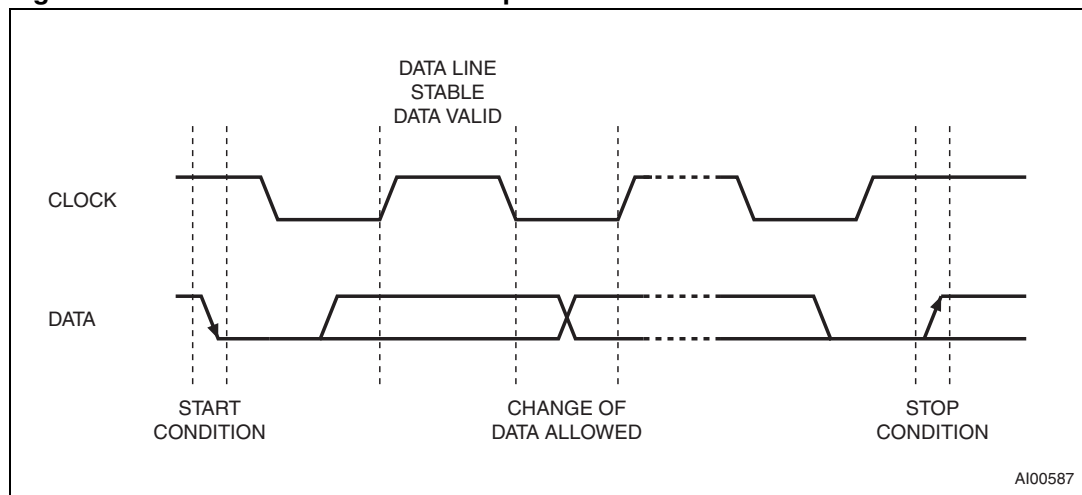 DATA LINE
STABLE
DATA VALID
CLOCK
DATA
START
CONDITION
CHANGE OF
DATA ALLOWED
STOP
CONDITION
AI00587